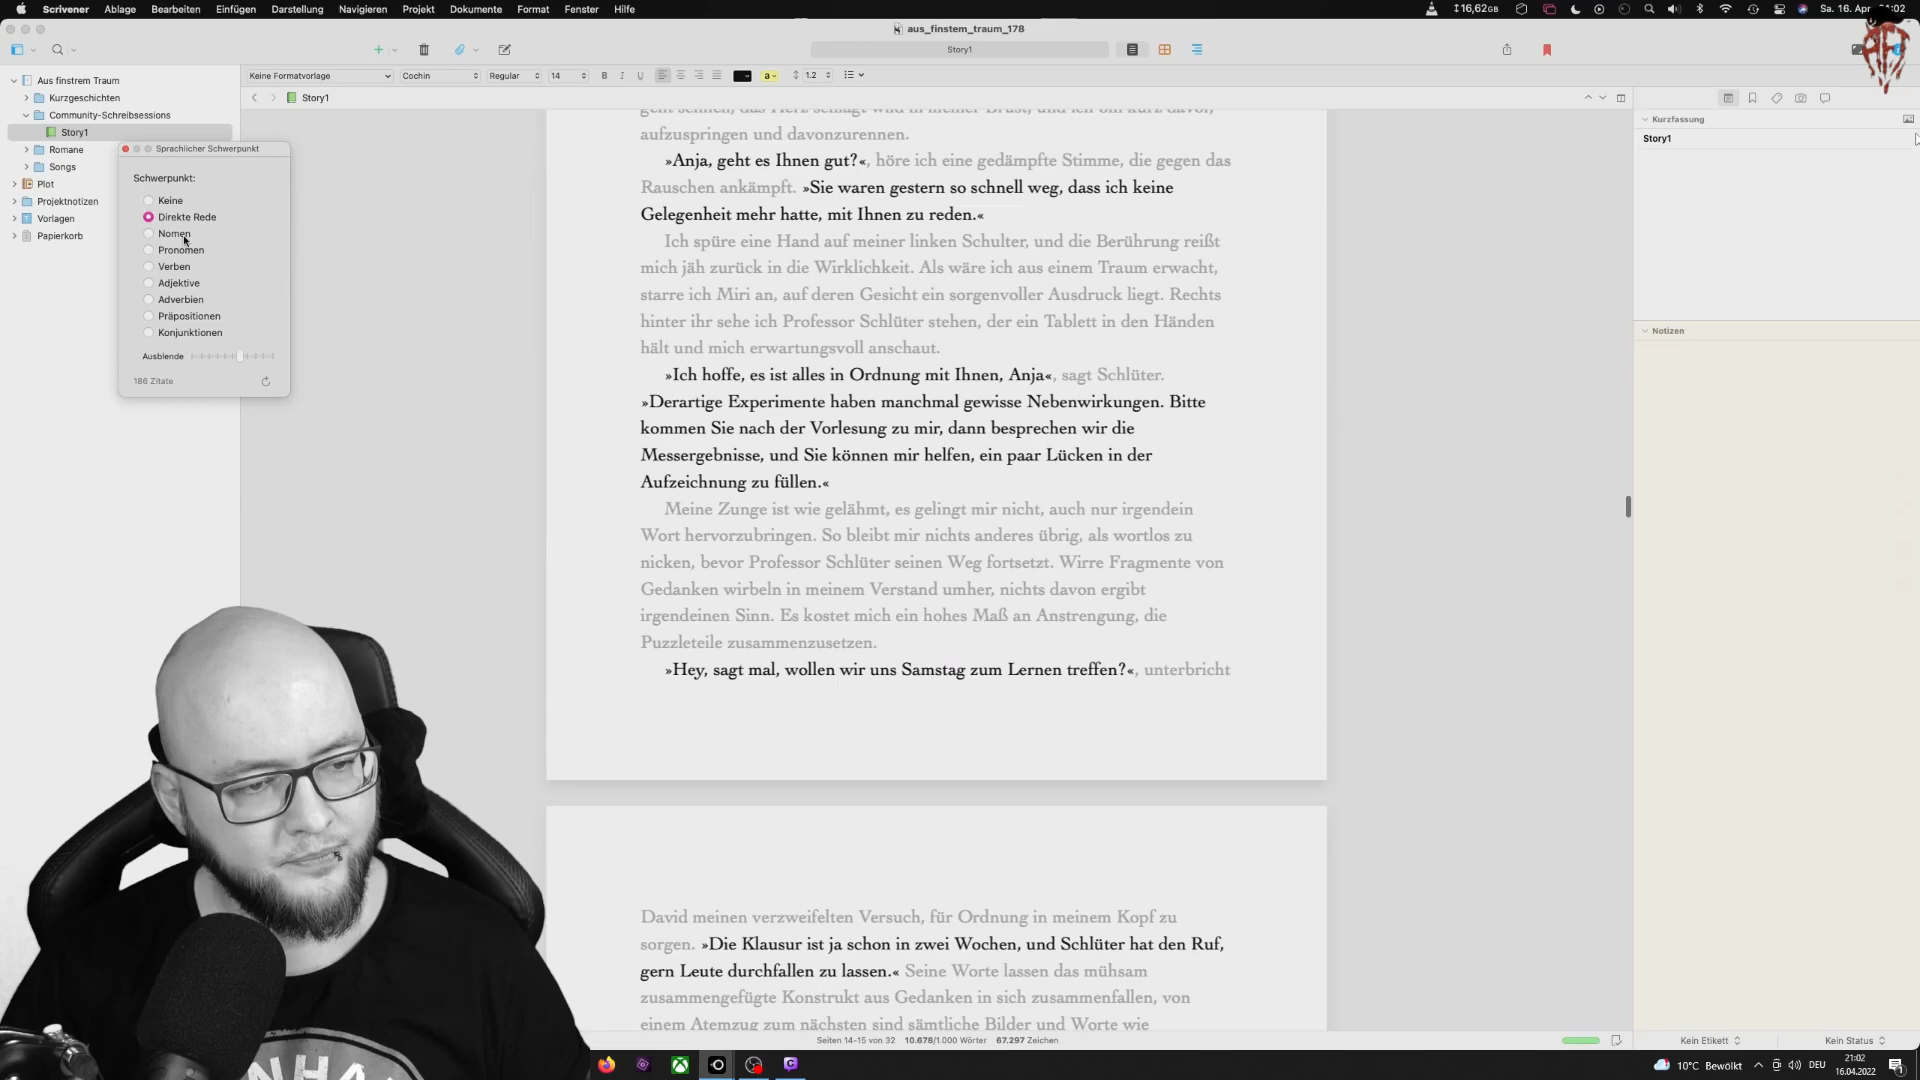 Scrivener Ablage Bearbeiten Einfügen Darstellung Navigieren Projekt Dokumente Format Fenster Hilfe
16,62GB Sa. 16. Apr
aus_finstem_traum_178
Story1
Keine Formatvorlage Cochin Regular 14 B I U a 1.2
Story1
Aus finstrem Traum
Kurzgeschichten
Community-Schreibsessions
Story1
Romane
Songs
Plot
Projektnotizen
Vorlagen
Papierkorb
Sprachlicher Schwerpunkt
Schwerpunkt:
Keine
Direkte Rede
Nomen
Pronomen
Verben
Adjektive
Adverbien
Präpositionen
Konjunktionen
Ausblende
186 Zitate
geht schnell, das Herz schlägt wild in meiner Brust, und ich bin kurz davor,
aufzuspringen und davonzurennen.
»Anja, geht es Ihnen gut?«, höre ich eine gedämpfte Stimme, die gegen das
Rauschen ankämpft. »Sie waren gestern so schnell weg, dass ich keine
Gelegenheit mehr hatte, mit Ihnen zu reden.«
Ich spüre eine Hand auf meiner linken Schulter, und die Berührung reißt
mich jäh zurück in die Wirklichkeit. Als wäre ich aus einem Traum erwacht,
starre ich Miri an, auf deren Gesicht ein sorgenvoller Ausdruck liegt. Rechts
hinter ihr sehe ich Professor Schlüter stehen, der ein Tablett in den Händen
hält und mich erwartungsvoll anschaut.
»Ich hoffe, es ist alles in Ordnung mit Ihnen, Anja«, sagt Schlüter.
»Derartige Experimente haben manchmal gewisse Nebenwirkungen. Bitte
kommen Sie nach der Vorlesung zu mir, dann besprechen wir die
Messergebnisse, und Sie können mir helfen, ein paar Lücken in der
Aufzeichnung zu füllen.«
Meine Zunge ist wie gelähmt, es gelingt mir nicht, auch nur irgendein
Wort hervorzubringen. So bleibt mir nichts anderes übrig, als wortlos zu
nicken, bevor Professor Schlüter seinen Weg fortsetzt. Wirre Fragmente von
Gedanken wirbeln in meinem Verstand umher, nichts davon ergibt
irgendeinen Sinn. Es kostet mich ein hohes Maß an Anstrengung, die
Puzzleteile zusammenzusetzen.
»Hey, sagt mal, wollen wir uns Samstag zum Lernen treffen?«, unterbricht
David meinen verzweifelten Versuch, für Ordnung in meinem Kopf zu
sorgen. »Die Klausur ist ja schon in zwei Wochen, und Schlüter hat den Ruf,
gern Leute durchfallen zu lassen.« Seine Worte lassen das mühsam
zusammengefügte Konstrukt aus Gedanken in sich zusammenfallen, von
einem Atemzug zum nächsten sind sämtliche Bilder und Worte wie
Seiten 14-15 von 32 10.678/1.000 Wörter 67.297 Zeichen
Kurzfassung
Story1
Notizen
Kein Etikett Kein Status
10°C Bewölkt DEU 21:02
16.04.2022